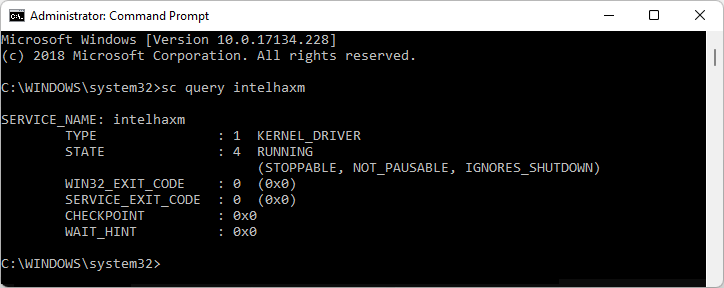 Administrator: Command Prompt
Microsoft Windows [Version 10.0.17134.228]
(c) 2018 Microsoft Corporation. All rights reserved.
C:\WINDOWS\system32>sc query intelhaxm
SERVICE_NAME: intelhaxm
        TYPE               : 1  KERNEL_DRIVER
        STATE              : 4  RUNNING
                                (STOPPABLE, NOT_PAUSABLE, IGNORES_SHUTDOWN)
        WIN32_EXIT_CODE    : 0  (0x0)
        SERVICE_EXIT_CODE  : 0  (0x0)
        CHECKPOINT         : 0x0
        WAIT_HINT          : 0x0
C:\WINDOWS\system32>